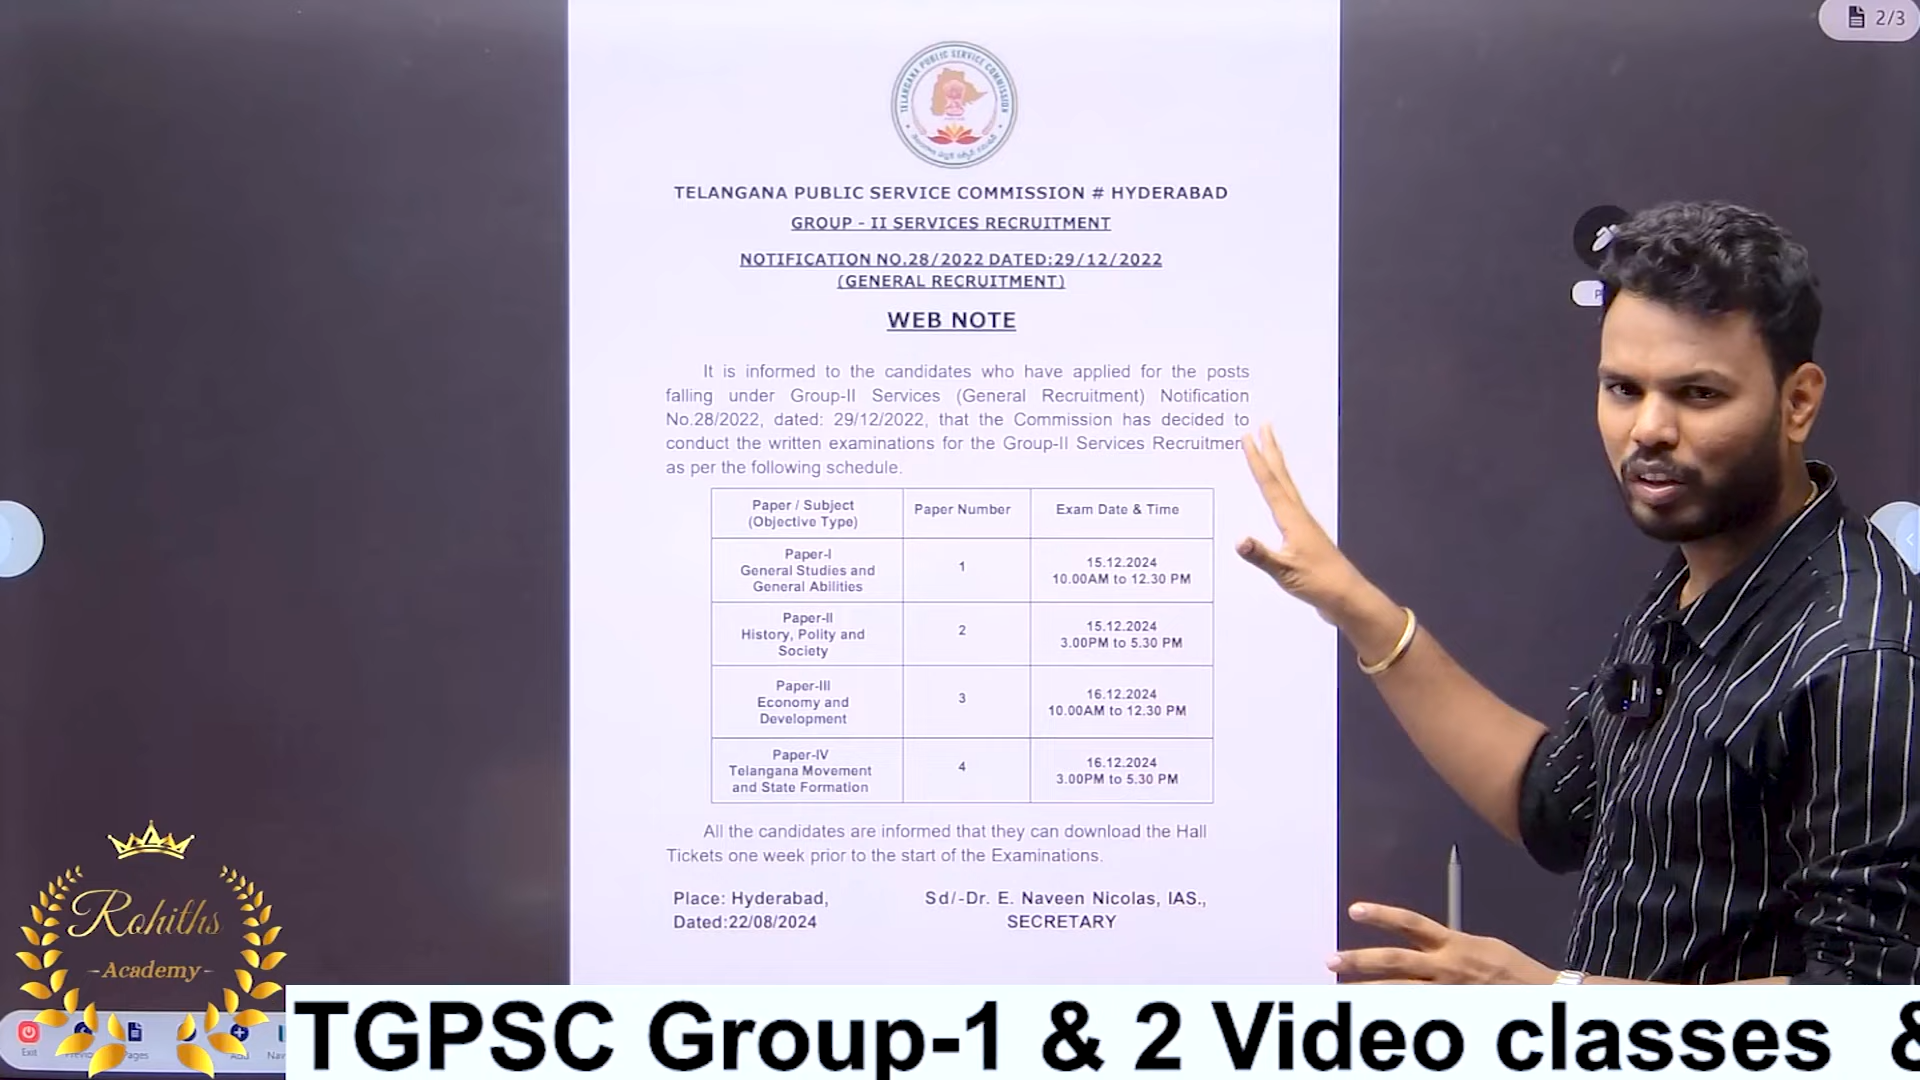 2/3
TELANGANA PUBLIC SERVICE COMMISSION
TELANGANA PUBLIC SERVICE COMMISSION # HYDERABAD
GROUP - II SERVICES RECRUITMENT
NOTIFICATION NO.28/2022 DATED:29/12/2022
(GENERAL RECRUITMENT)
WEB NOTE
It is informed to the candidates who have applied for the posts
falling under Group-II Services (General Recruitment) Notification
No.28/2022, dated: 29/12/2022, that the Commission has decided to
conduct the written examinations for the Group-II Services Recruitmen
as per the following schedule.
Paper / Subject
(Objective Type)
Paper Number
Exam Date & Time
Paper-I
General Studies and
General Abilities
1
15.12.2024
10.00AM to 12.30 PM
Paper-II
History, Polity and
Society
2
15.12.2024
3.00PM to 5.30 PM
Paper-III
Economy and
Development
3
16.12.2024
10.00AM to 12.30 PM
Paper-IV
Telangana Movement
and State Formation
4
16.12.2024
3.00PM to 5.30 PM
All the candidates are informed that they can download the Hall
Tickets one week prior to the start of the Examinations.
Place: Hyderabad,
Dated:22/08/2024
Sd/-Dr. E. Naveen Nicolas, IAS.,
SECRETARY
Rohiths
-Academy-
Exit
TGPSC Group-1 & 2 Video classes &